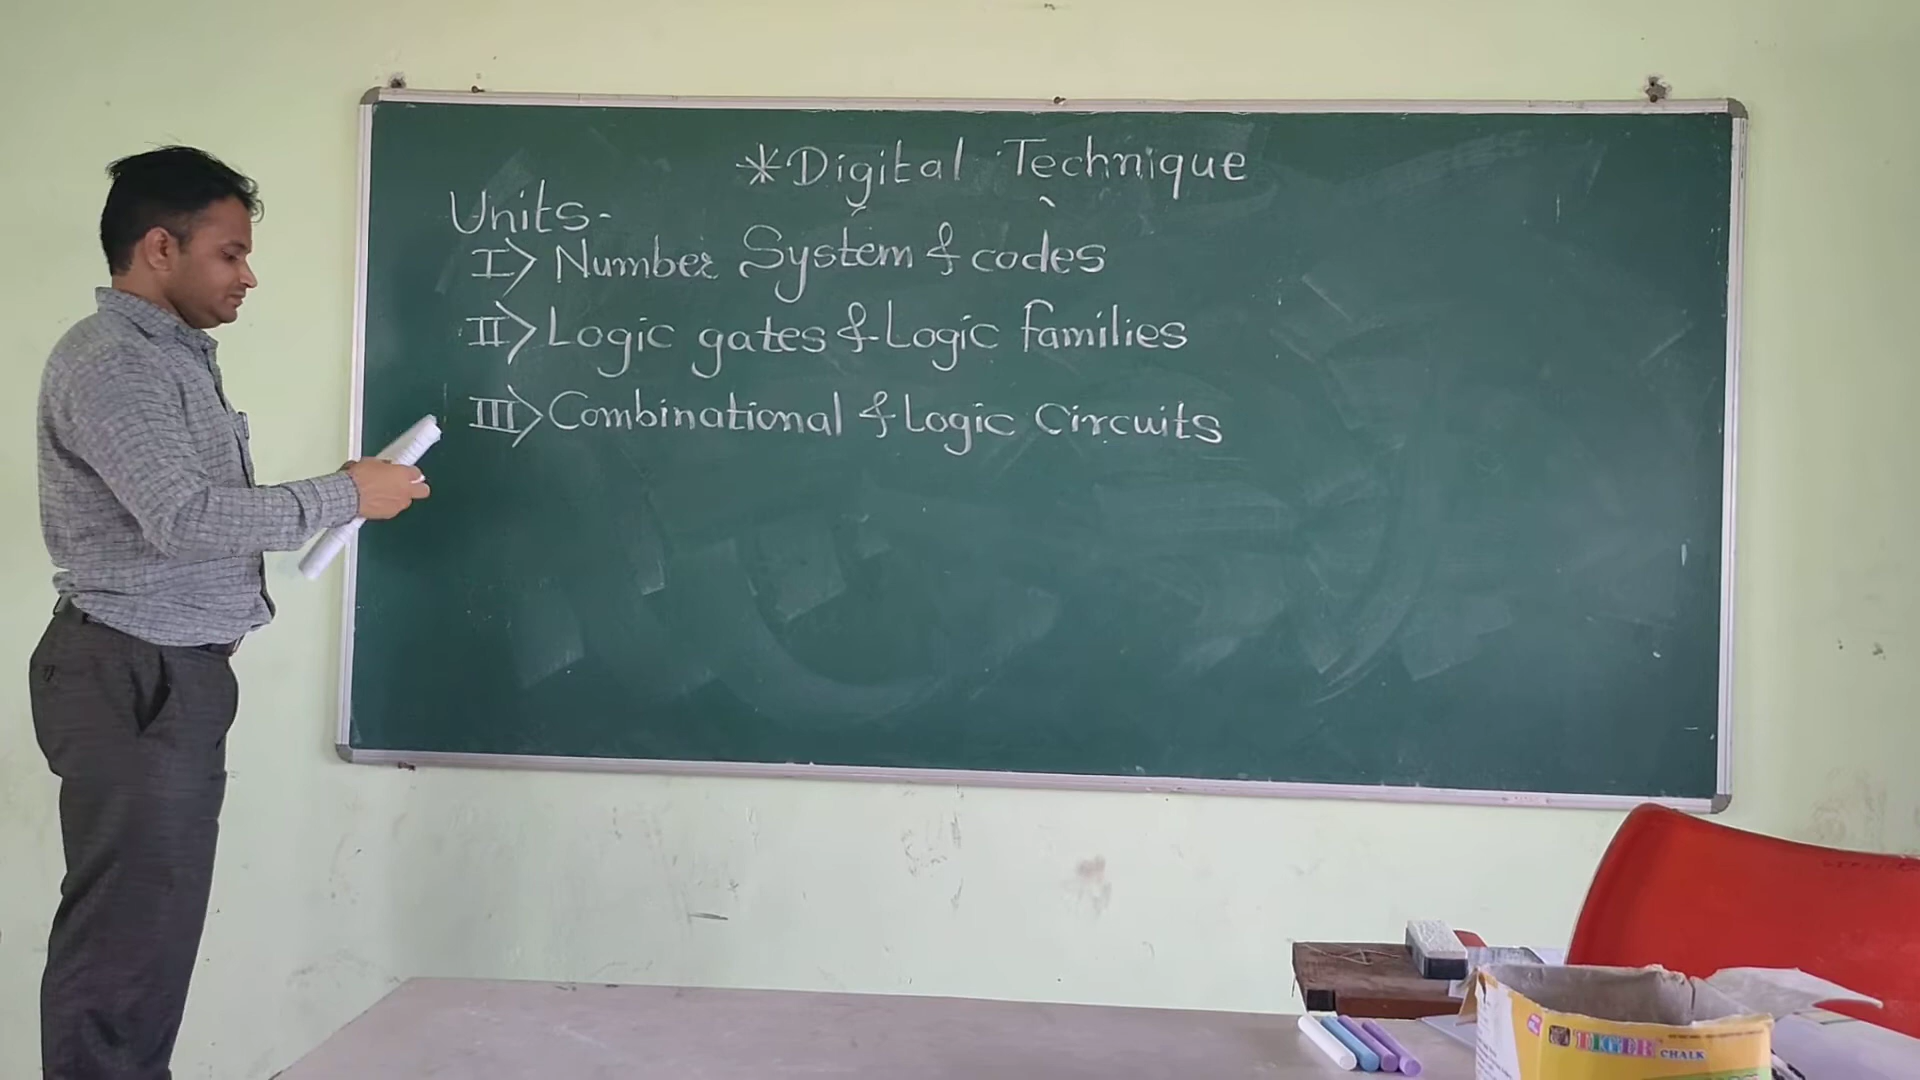 *Digital Technique
Units-
I> Number System & codes
II> Logic gates & Logic families
III> Combinational & Logic Circuits
TIGER CHALK